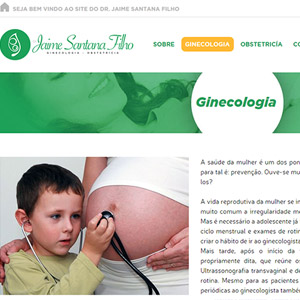 SEJA BEM VINDO AO SITE DO DR. JAIME SANTANA FILHO
Jaime Santana Filho
GINECOLOGIA - OBSTETRÍCIA
SOBRE
GINECOLOGIA
OBSTETRÍCIA
CO
Ginecologia
A saúde da mulher é um dos pon
para tal é: prevenção. Ouve-se mu
los?
A vida reprodutiva da mulher se in
muito comum a irregularidade me
Mas é necessário a adolescente já
ciclo menstrual e exames de rotin
criar o hábito de ir ao ginecologista
Mais tarde, após o início da
propriamente dita, que reúne os
Ultrassonografia transvaginal e de
rotina. Mesmo para as pacientes
periódicas ao ginecologista també